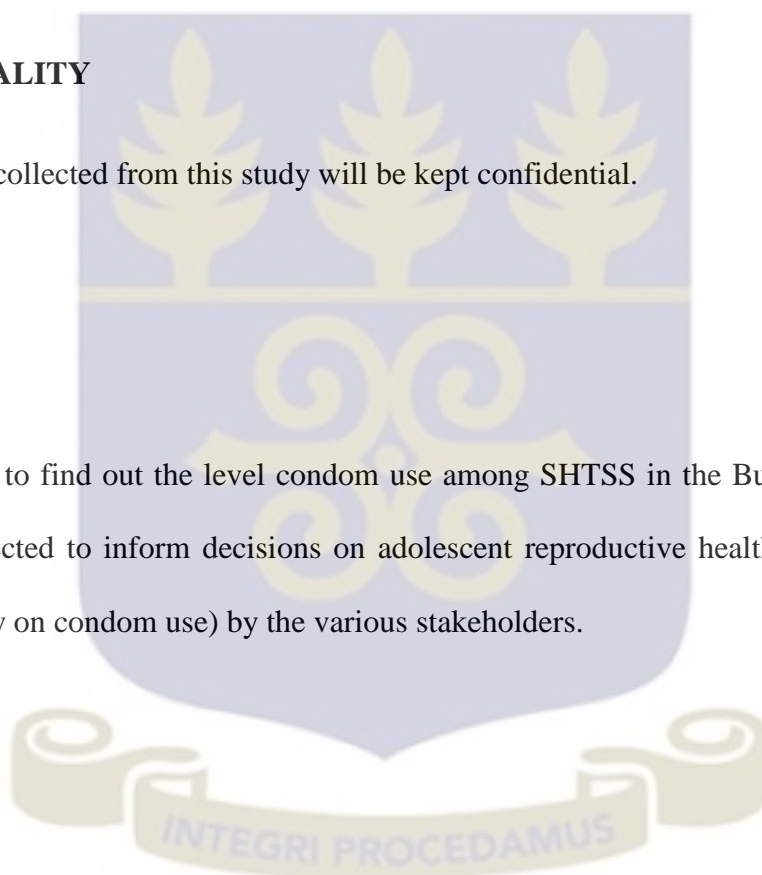 ALITY
collected from this study will be kept confidential.
to find out the level condom use among SHTSS in the Bu
cted to inform decisions on adolescent reproductive health
on condom use) by the various stakeholders.
INTEGRI PROCEDAMUS